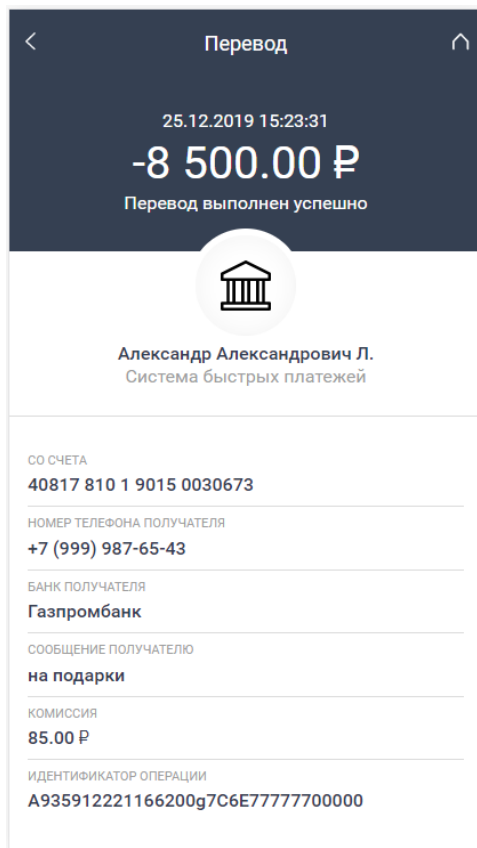 Перевод
25.12.2019 15:23:31
-8 500.00 ₽
Перевод выполнен успешно
Александр Александрович Л.
Система быстрых платежей
СО СЧЕТА
40817 810 1 9015 0030673
НОМЕР ТЕЛЕФОНА ПОЛУЧАТЕЛЯ
+7 (999) 987-65-43
БАНК ПОЛУЧАТЕЛЯ
Газпромбанк
СООБЩЕНИЕ ПОЛУЧАТЕЛЮ
на подарки
КОМИССИЯ
85.00 ₽
ИДЕНТИФИКАТОР ОПЕРАЦИИ
A935912221166200g7C6E77777700000